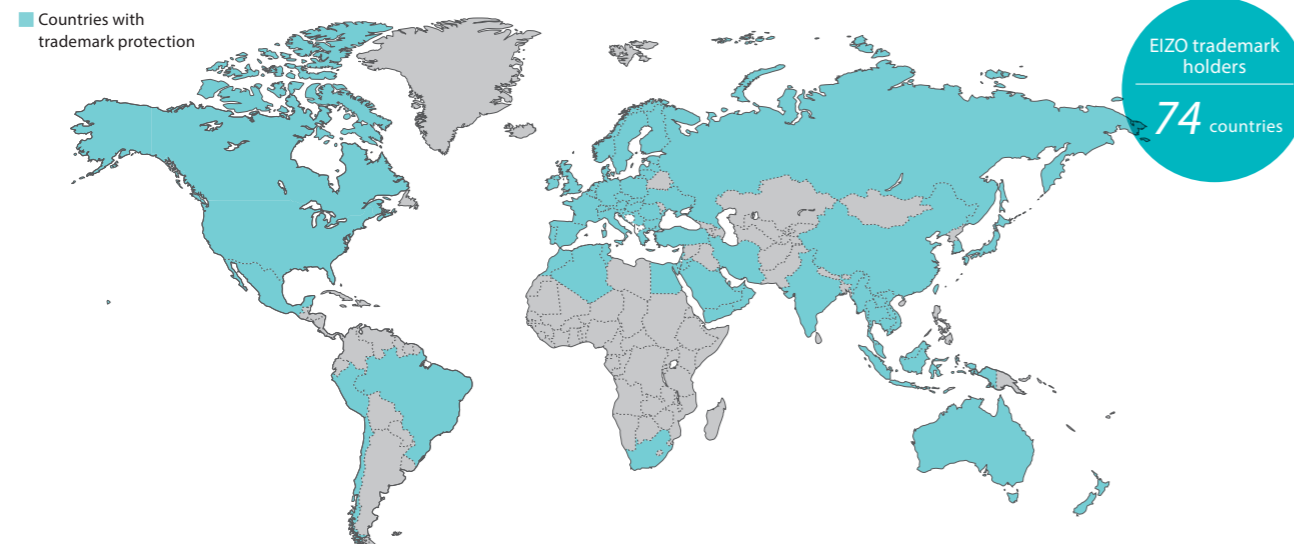 Countries with
trademark protection
EIZO trademark
holders
74 countries